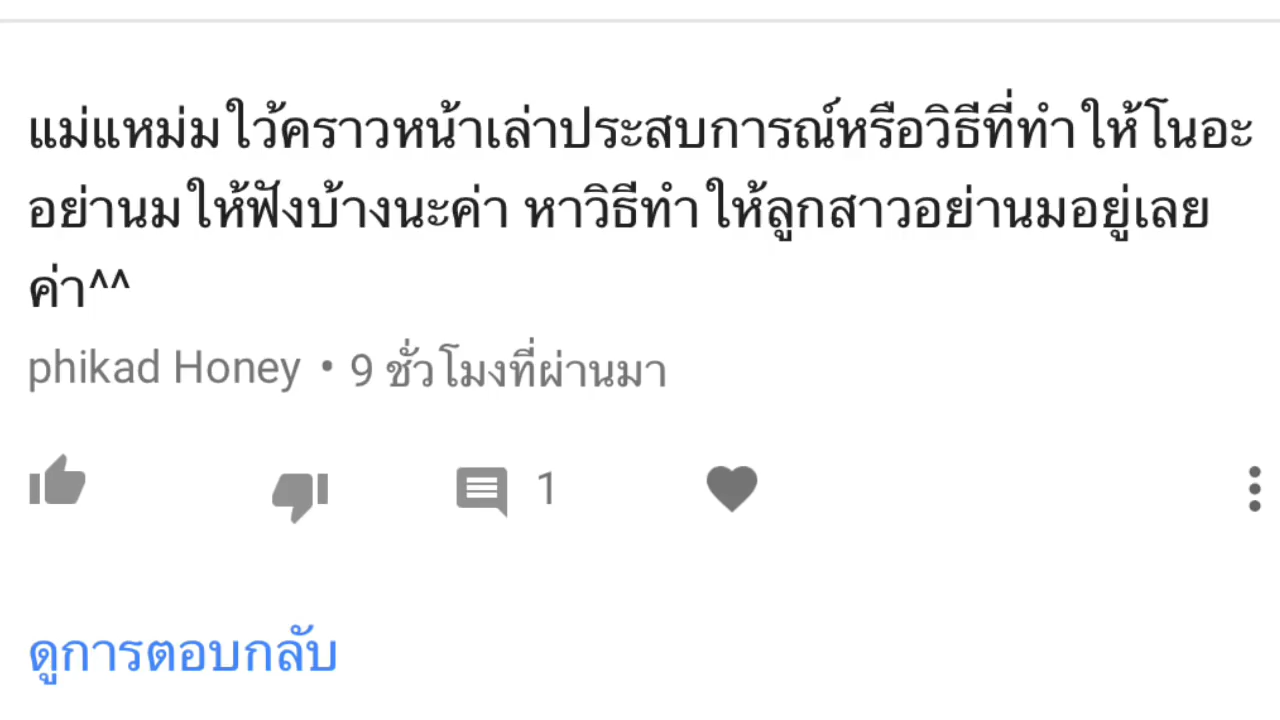 แม่แหม่มใว้คราวหน้าเล่าประสบการณ์หรือวิธีที่ทำให้โนอะ
อย่านมให้ฟังบ้างนะค่า หาวิธีทำให้ลูกสาวอย่านมอยู่เลย
ค่า^^
phikad Honey • 9 ชั่วโมงที่ผ่านมา
1
ดูการตอบกลับ